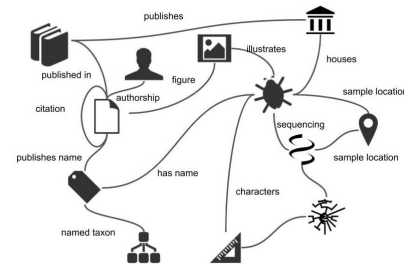 publishes
illustrates
published in
houses
figure
sample location
authorship
citation
sequencing
publishes name
sample location
has name
characters
named taxon